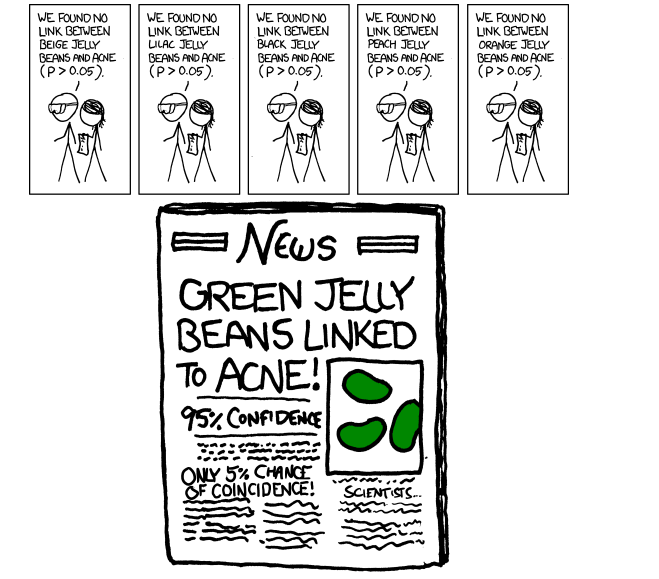 WE FOUND NO
LINK BETWEEN
BEIGE JELLY
BEANS AND ACNE
(P > 0.05).
WE FOUND NO
LINK BETWEEN
LILAC JELLY
BEANS AND ACNE
(P > 0.05).
WE FOUND NO
LINK BETWEEN
BLACK JELLY
BEANS AND ACNE
(P > 0.05).
WE FOUND NO
LINK BETWEEN
PEACH JELLY
BEANS AND ACNE
(P > 0.05).
WE FOUND NO
LINK BETWEEN
ORANGE JELLY
BEANS AND ACNE
(P > 0.05).
NEWS
GREEN JELLY
BEANS LINKED
TO ACNE!
95% CONFIDENCE
ONLY 5% CHANCE
OF COINCIDENCE!
SCIENTISTS...